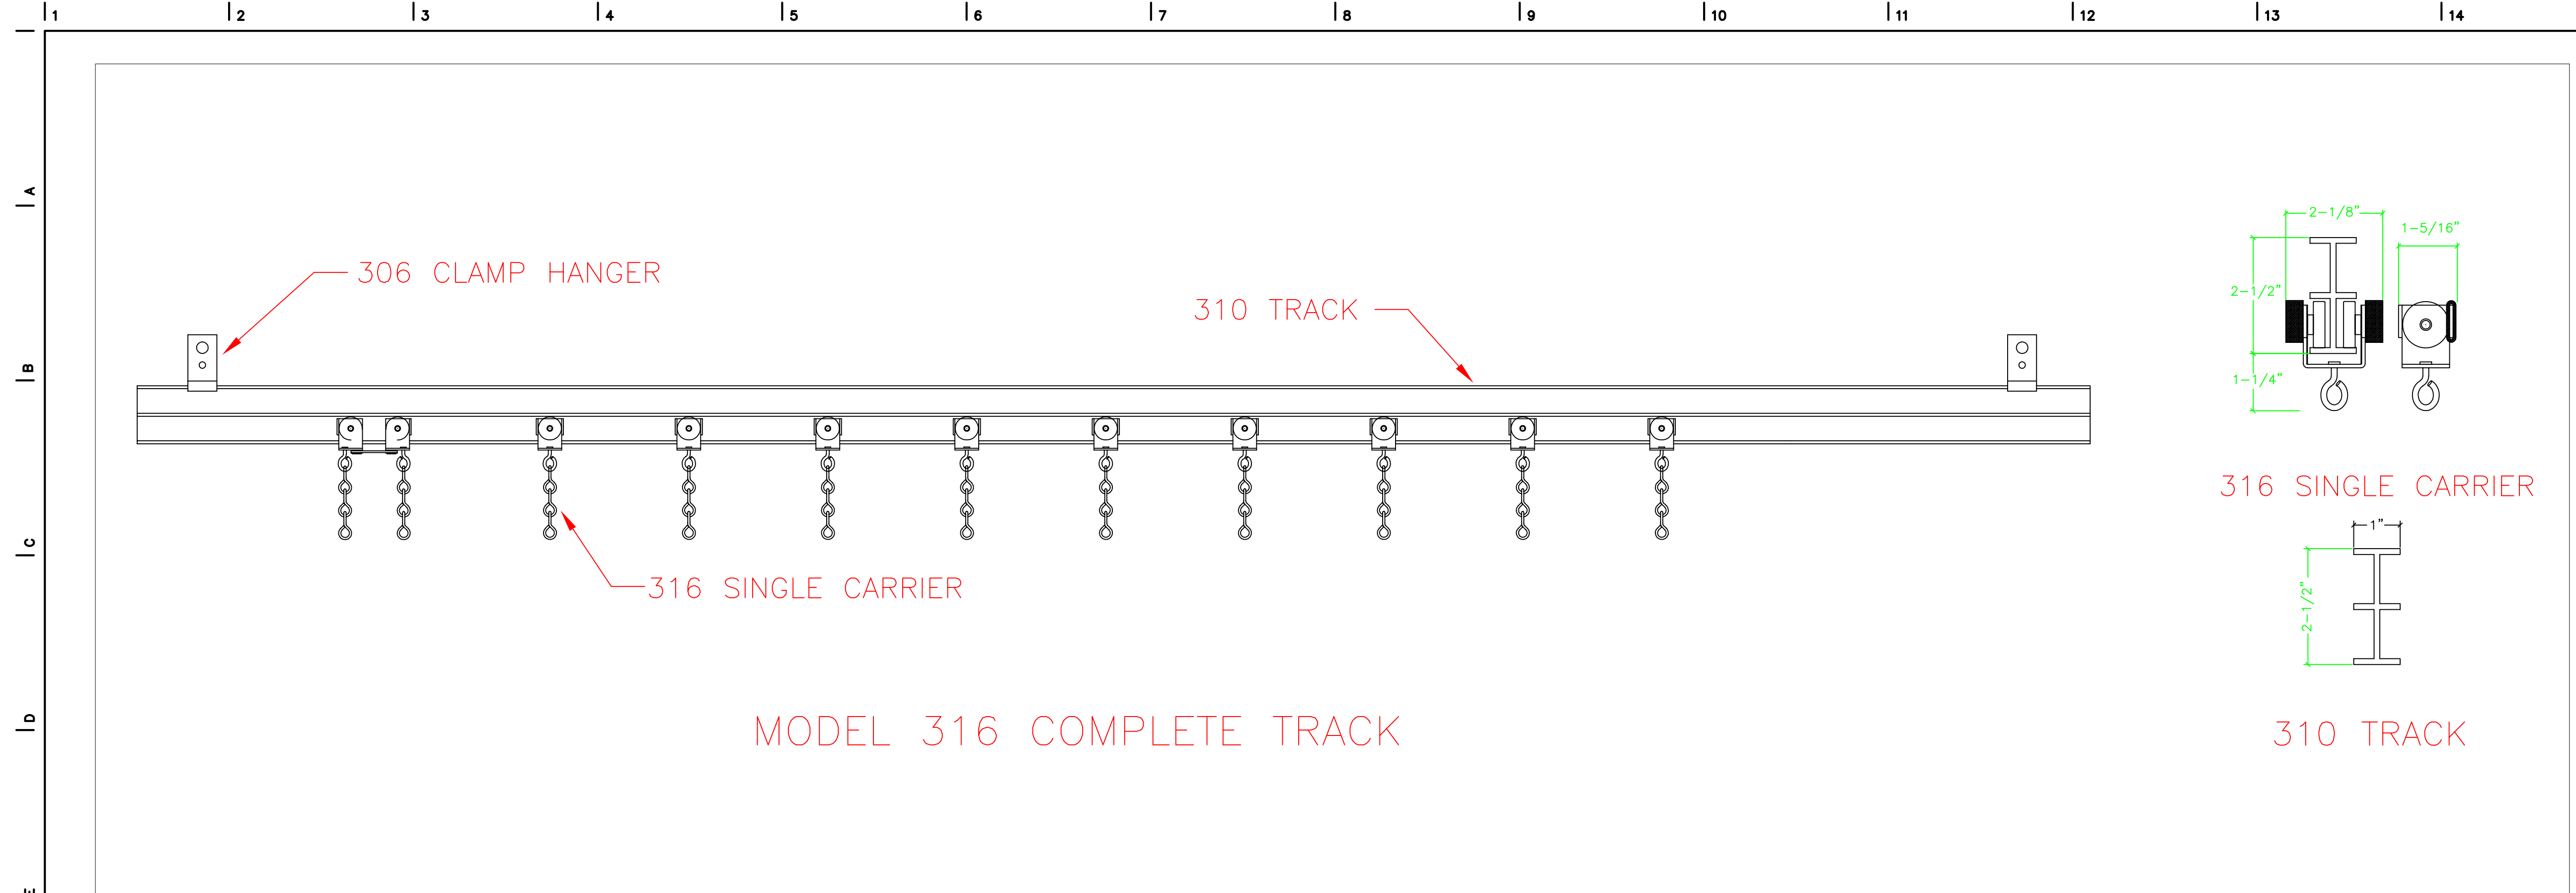 1 2 3 4 5 6 7 8 9 10 11 12 13 14
A
2-1/8"
1-5/16"
306 CLAMP HANGER
2-1/2"
310 TRACK
B
1-1/4"
316 SINGLE CARRIER
1"
C
316 SINGLE CARRIER
2-1/2"
D
MODEL 316 COMPLETE TRACK
310 TRACK
E